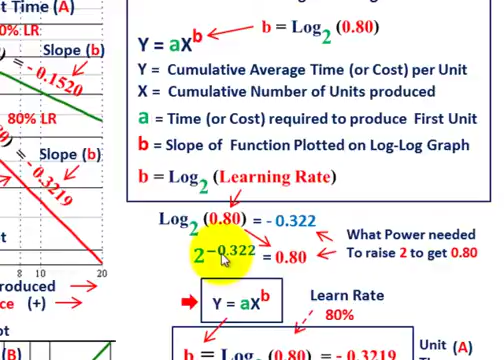 t Time (A)
0% LR
Slope (b)
= - 0.1520
80% LR
Slope (b)
= - 0.3219
8 10 20
roduced
ce (+)
pt
b = Log2 (0.80)
Y = aX^b
Y = Cumulative Average Time (or Cost) per Unit
X = Cumulative Number of Units produced
a = Time (or Cost) required to produce First Unit
b = Slope of Function Plotted on Log-Log Graph
b = Log2 (Learning Rate)
Log2 (0.80) = - 0.322
2^-0.322 = 0.80
What Power needed
To raise 2 to get 0.80
Y = aX^b
Learn Rate
80%
b = Log2 (0.80) = - 0.3219
Unit (A)